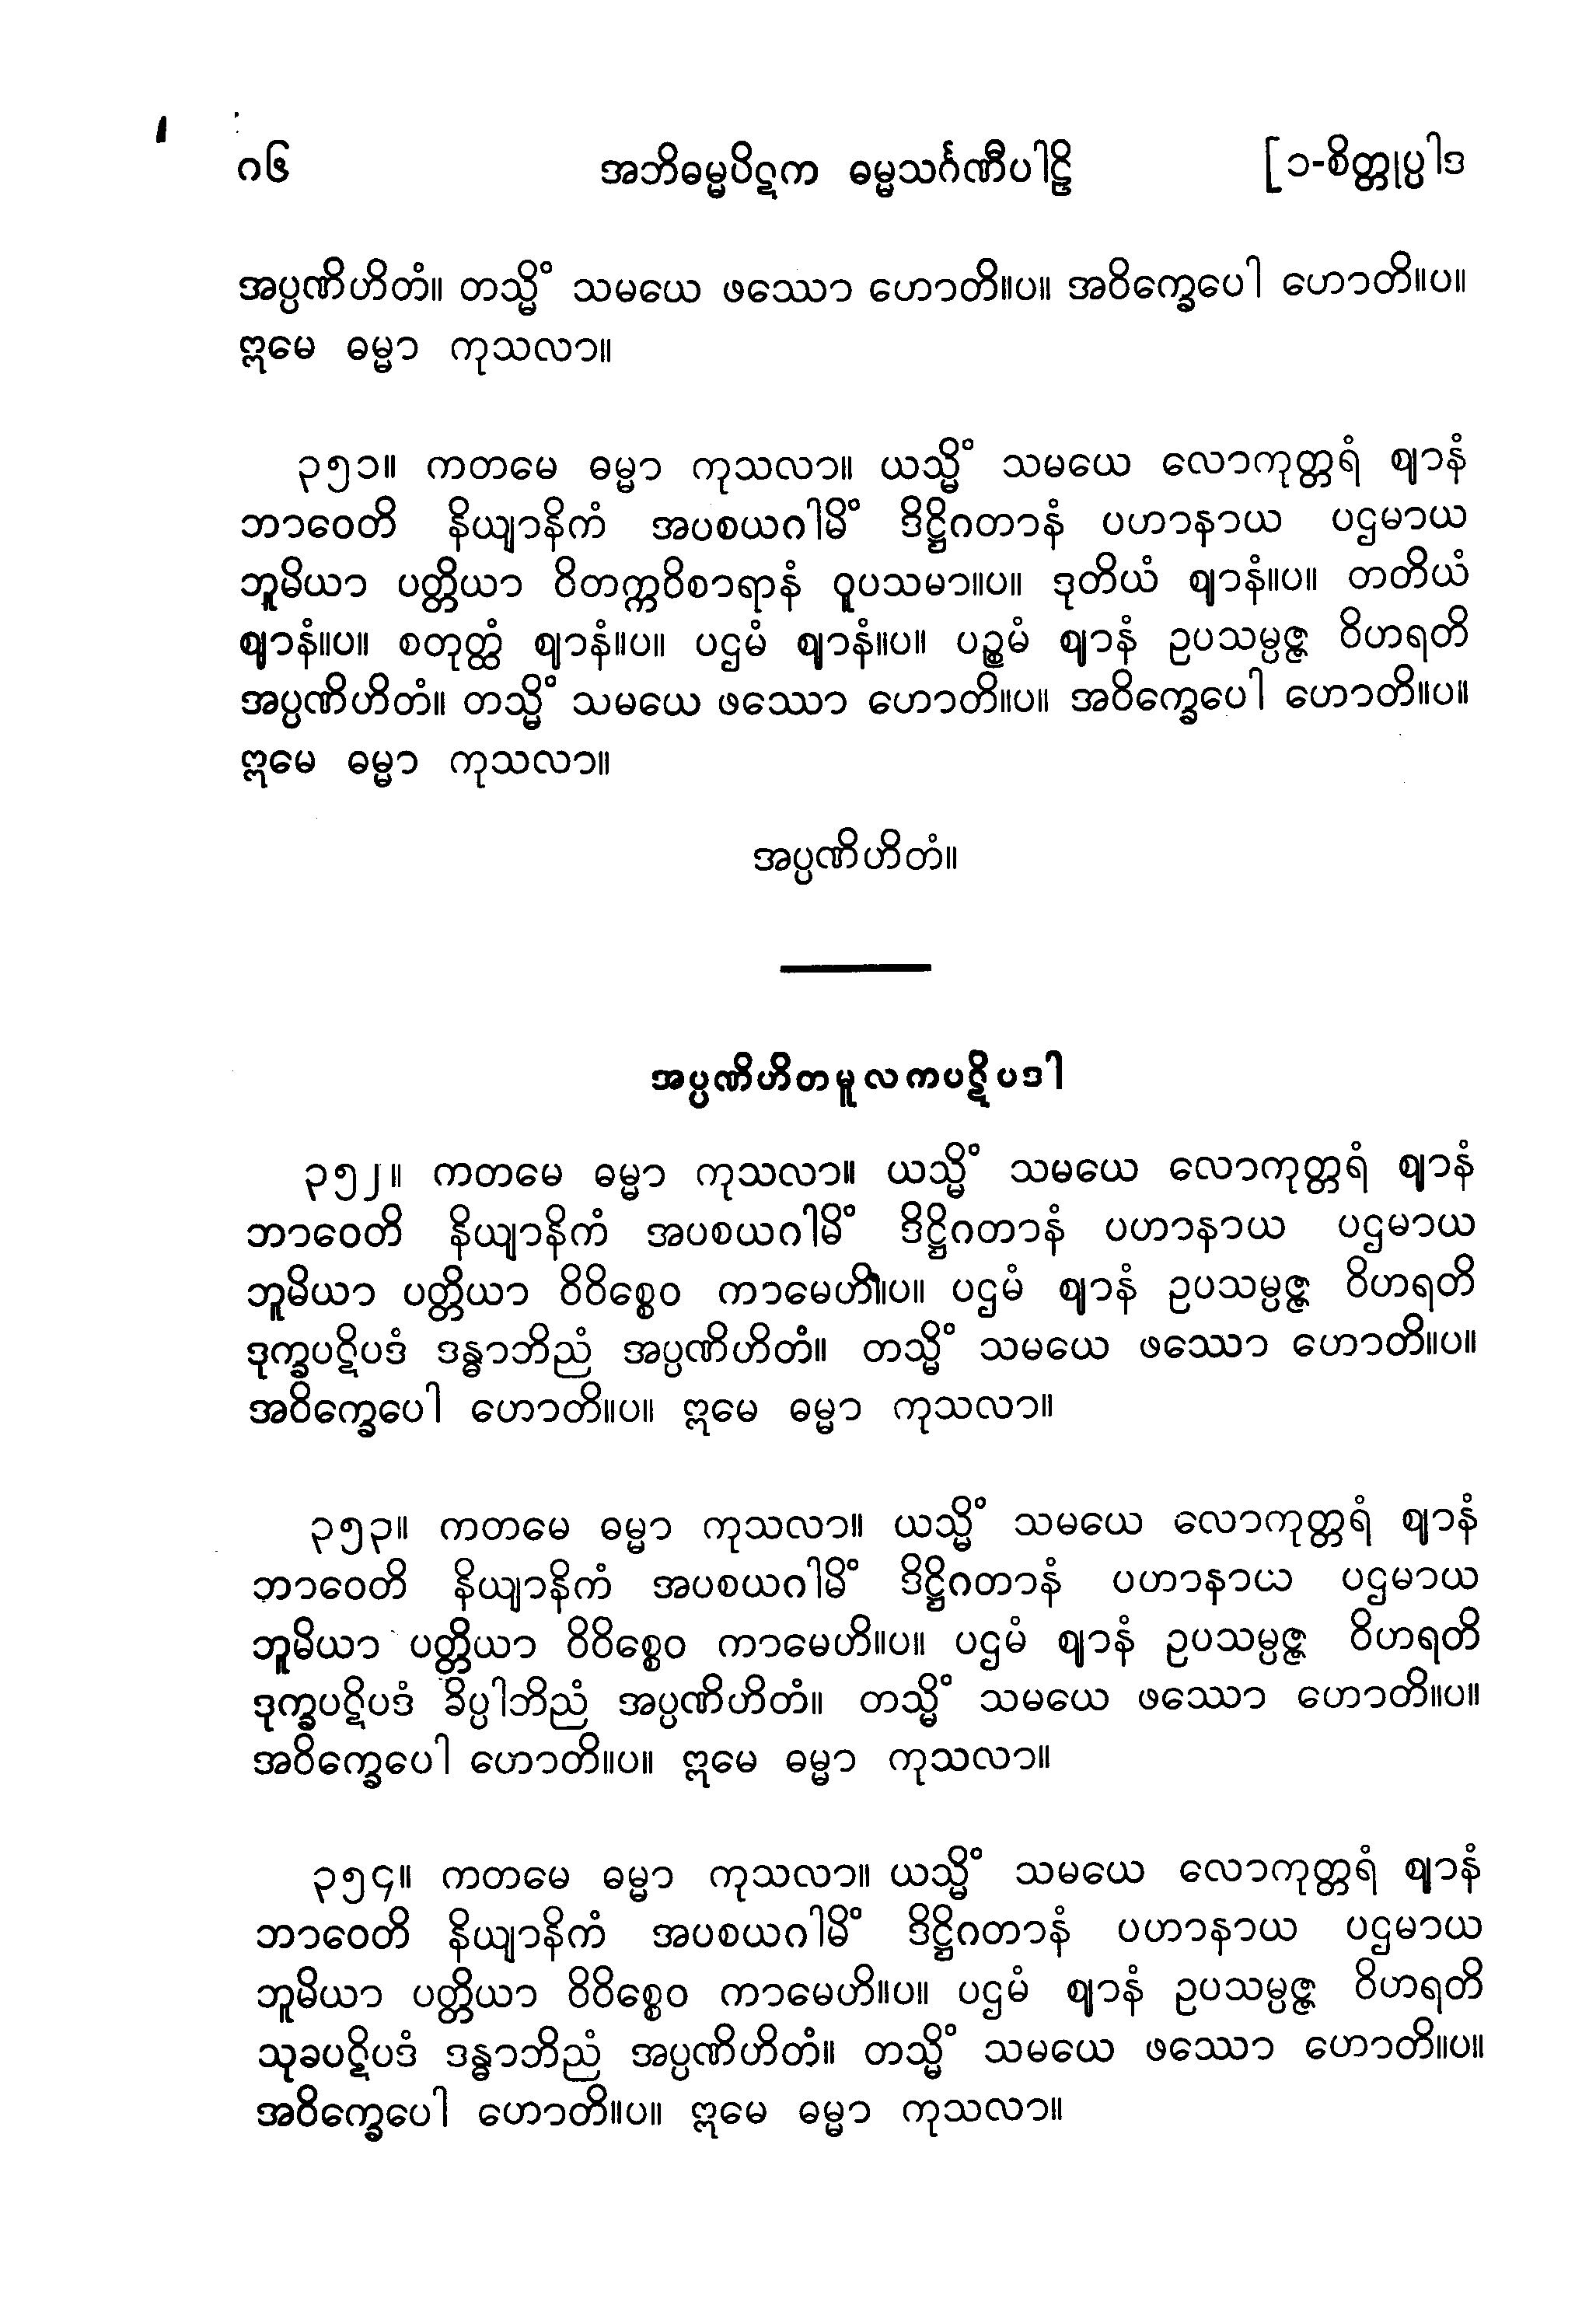 ၈၆ အဘိဓမ္မပိဋက ဓမ္မသင်္ဂဏီပါဠိ [၁-စိတ္တုပ္ပါဒ
အပ္ပဏိဟိတံ။ တသ္မိံ သမယေ ဖဿော ဟောတိ။ပ။ အဝိက္ခေပေါ ဟောတိ။ပ။
ဣမေ ဓမ္မာ ကုသလာ။
၃၅၁။ ကတမေ ဓမ္မာ ကုသလာ။ ယသ္မိံ သမယေ လောကုတ္တရံ ဈာနံ
ဘာဝေတိ နိယျာနိကံ အပစယဂါမိံ ဒိဋ္ဌိဂတာနံ ပဟာနာယ ပဌမာယ
ဘူမိယာ ပတ္တိယာ ဝိတက္ကဝိစာရာနံ ဝူပသမာ။ပ။ ဒုတိယံ ဈာနံ။ပ။ တတိယံ
ဈာနံ။ပ။ စတုတ္ထံ ဈာနံ။ပ။ ပဌမံ ဈာနံ။ပ။ ပဉ္စမံ ဈာနံ ဥပသမ္ပဇ္ဇ ဝိဟရတိ
အပ္ပဏိဟိတံ။ တသ္မိံ သမယေ ဖဿော ဟောတိ။ပ။ အဝိက္ခေပေါ ဟောတိ။ပ။
ဣမေ ဓမ္မာ ကုသလာ။
အပ္ပဏိဟိတံ။
အပ္ပဏိဟိတမူလကပဋိပဒါ
၃၅၂။ ကတမေ ဓမ္မာ ကုသလာ။ ယသ္မိံ သမယေ လောကုတ္တရံ ဈာနံ
ဘာဝေတိ နိယျာနိကံ အပစယဂါမိံ ဒိဋ္ဌိဂတာနံ ပဟာနာယ ပဌမာယ
ဘူမိယာ ပတ္တိယာ ဝိဝိစ္စေဝ ကာမေဟိ။ပ။ ပဌမံ ဈာနံ ဥပသမ္ပဇ္ဇ ဝိဟရတိ
ဒုက္ခပဋိပဒံ ဒန္ဓာဘိညံ အပ္ပဏိဟိတံ။ တသ္မိံ သမယေ ဖဿော ဟောတိ။ပ။
အဝိက္ခေပေါ ဟောတိ။ပ။ ဣမေ ဓမ္မာ ကုသလာ။
၃၅၃။ ကတမေ ဓမ္မာ ကုသလာ။ ယသ္မိံ သမယေ လောကုတ္တရံ ဈာနံ
ဘာဝေတိ နိယျာနိကံ အပစယဂါမိံ ဒိဋ္ဌိဂတာနံ ပဟာနာယ ပဌမာယ
ဘူမိယာ ပတ္တိယာ ဝိဝိစ္စေဝ ကာမေဟိ။ပ။ ပဌမံ ဈာနံ ဥပသမ္ပဇ္ဇ ဝိဟရတိ
ဒုက္ခပဋိပဒံ ခိပ္ပါဘိညံ အပ္ပဏိဟိတံ။ တသ္မိံ သမယေ ဖဿော ဟောတိ။ပ။
အဝိက္ခေပေါ ဟောတိ။ပ။ ဣမေ ဓမ္မာ ကုသလာ။
၃၅၄။ ကတမေ ဓမ္မာ ကုသလာ။ ယသ္မိံ သမယေ လောကုတ္တရံ ဈာနံ
ဘာဝေတိ နိယျာနိကံ အပစယဂါမိံ ဒိဋ္ဌိဂတာနံ ပဟာနာယ ပဌမာယ
ဘူမိယာ ပတ္တိယာ ဝိဝိစ္စေဝ ကာမေဟိ။ပ။ ပဌမံ ဈာနံ ဥပသမ္ပဇ္ဇ ဝိဟရတိ
သုခပဋိပဒံ ဒန္ဓာဘိညံ အပ္ပဏိဟိတံ။ တသ္မိံ သမယေ ဖဿော ဟောတိ။ပ။
အဝိက္ခေပေါ ဟောတိ။ပ။ ဣမေ ဓမ္မာ ကုသလာ။